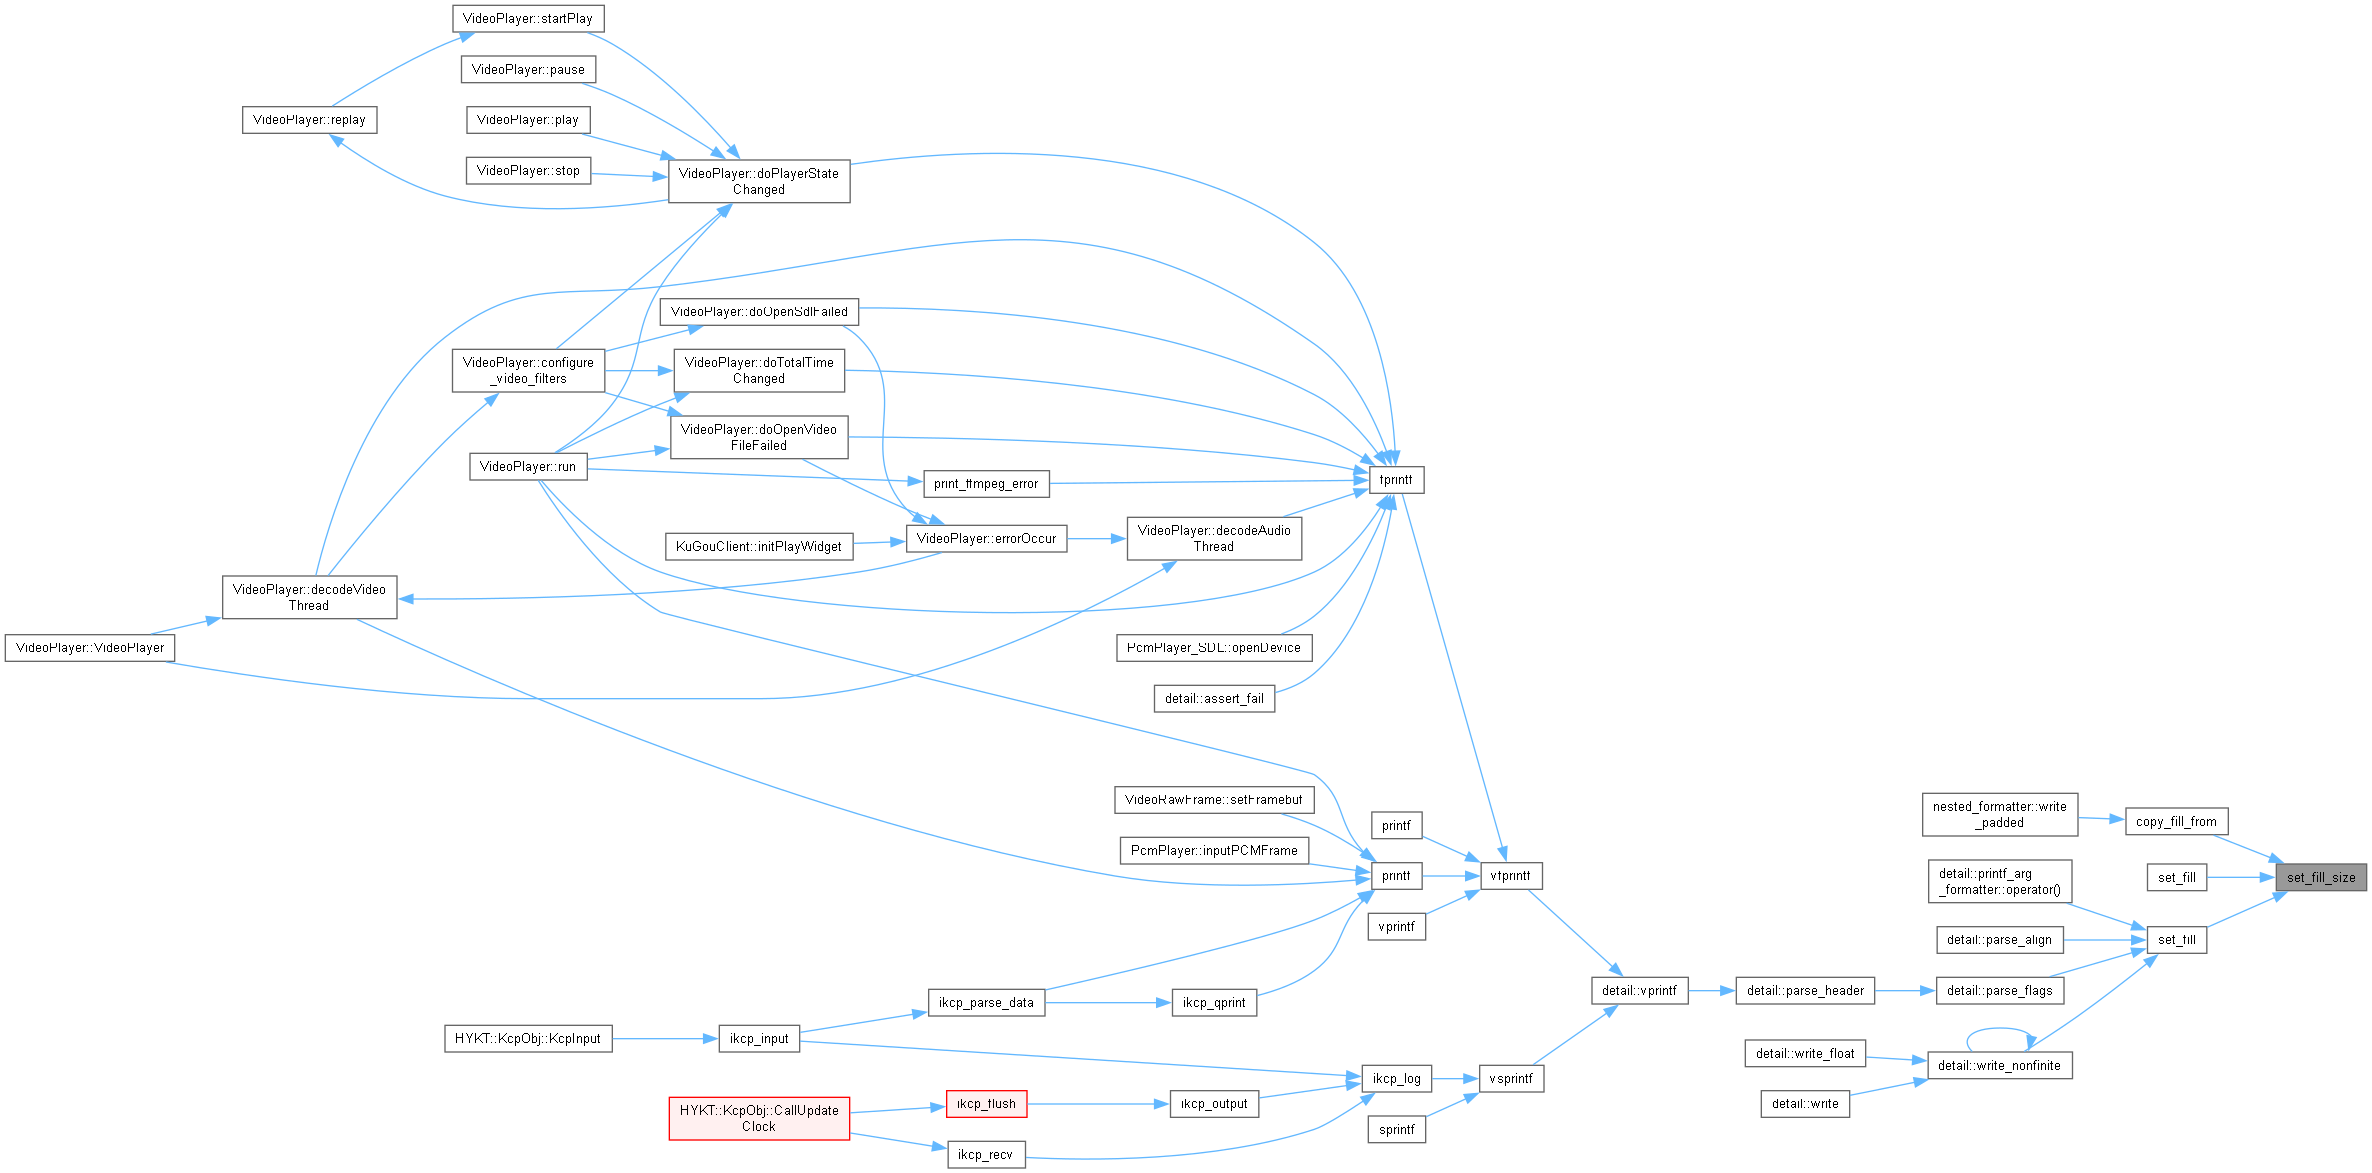 VideoPlayer::startPlay
VideoPlayer::pause
VideoPlayer::replay
VideoPlayer::play
VideoPlayer::stop
VideoPlayer::doPlayerState
Changed
VideoPlayer::doOpenSdlFailed
VideoPlayer::configure
_video_filters
VideoPlayer::doTotalTime
Changed
VideoPlayer::doOpenVideo
FileFailed
VideoPlayer::run
print_ffmpeg_error
fprintf
KuGouClient::initPlayWidget
VideoPlayer::errorOccur
VideoPlayer::decodeAudio
Thread
VideoPlayer::decodeVideo
Thread
VideoPlayer::VideoPlayer
PcmPlayer_SDL::openDevice
detail::assert_fail
VideoRawFrame::setFramebuf
printf
PcmPlayer::inputPCMFrame
printf
vfprintf
vprintf
nested_formatter::write
_padded
copy_fill_from
detail::printf_arg
_formatter::operator()
set_fill
set_fill_size
detail::parse_align
set_fill
ikcp_parse_data
ikcp_qprint
detail::vprintf
detail::parse_header
detail::parse_flags
HYKT::KcpObj::KcpInput
ikcp_input
detail::write_float
detail::write_nonfinite
ikcp_log
vsprintf
HYKT::KcpObj::CallUpdate
Clock
ikcp_flush
ikcp_output
detail::write
sprintf
ikcp_recv